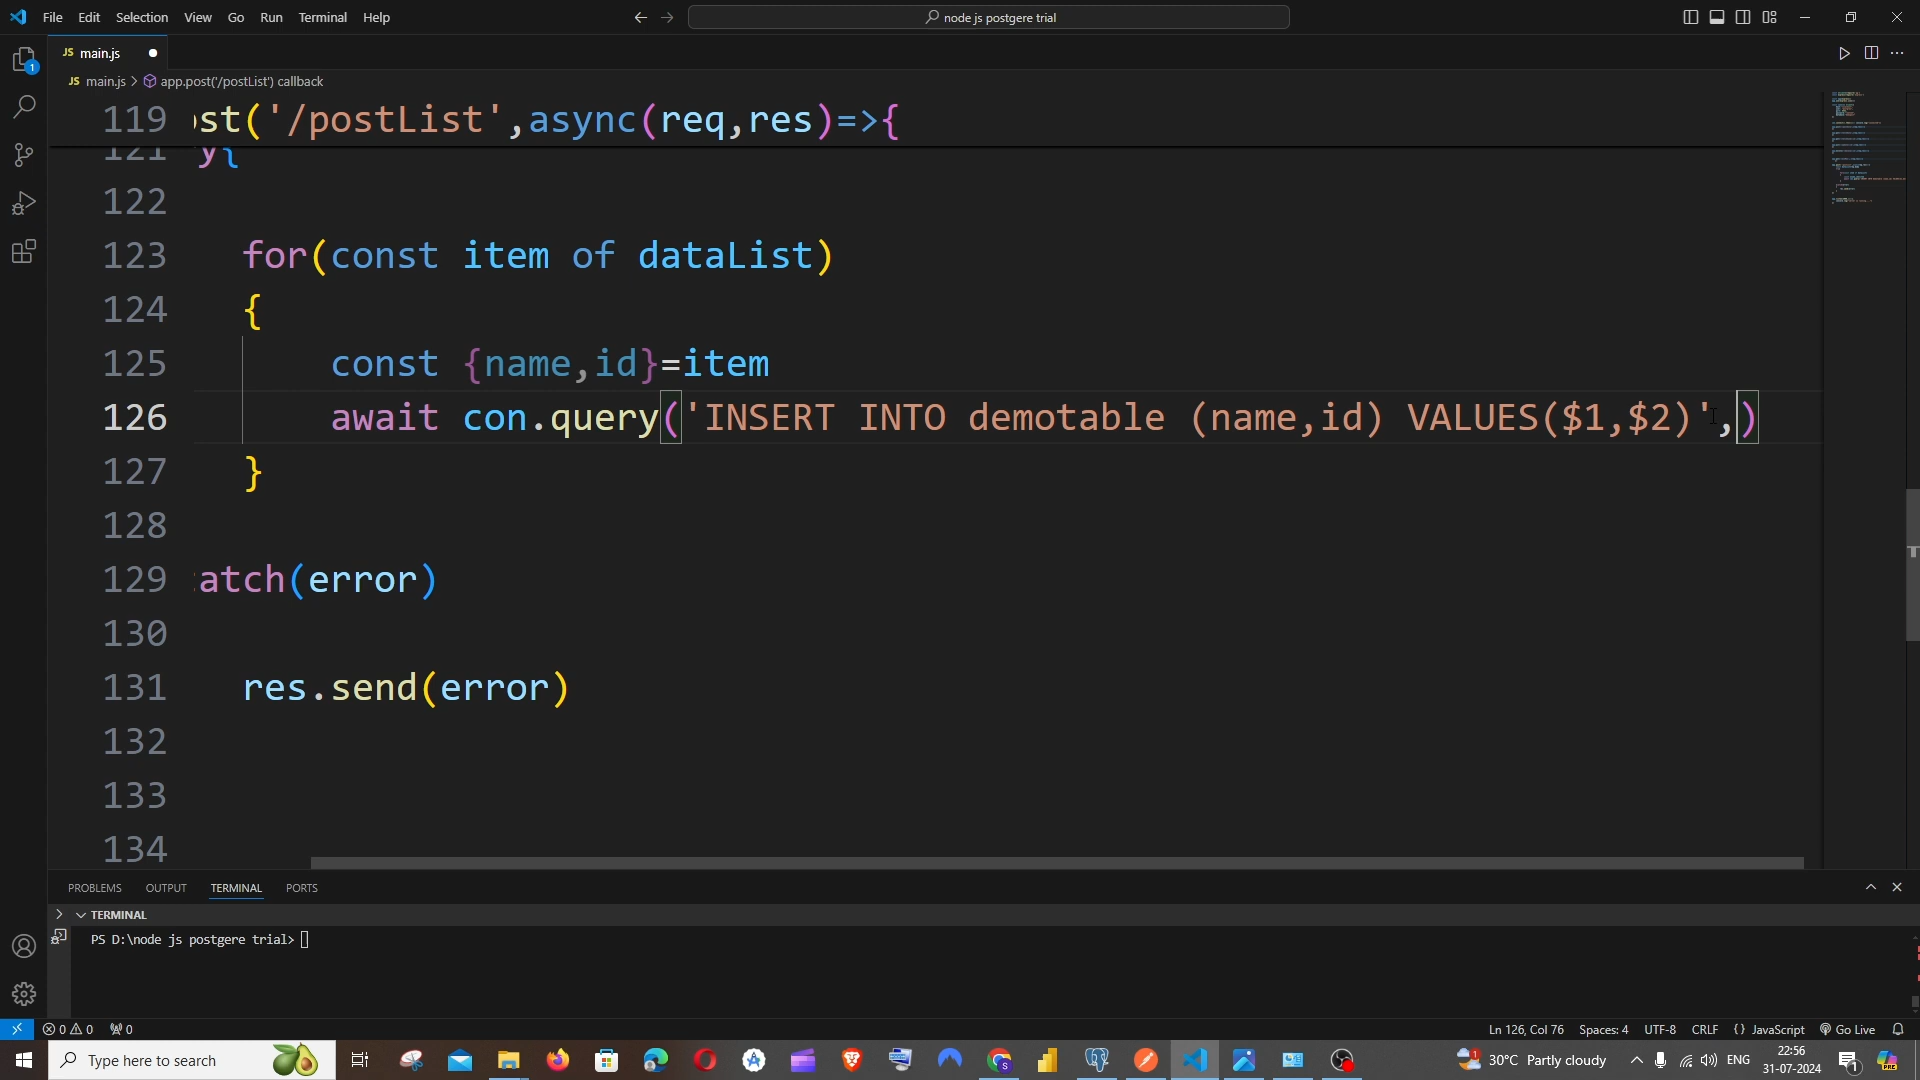 File Edit Selection View Go Run Terminal Help
node js postgere trial
JS main.js
JS main.js > app.post('/postList') callback
119 ost('/postList',async(req,res)=>{
121 y{
122
123 for(const item of dataList)
124 {
125 const {name,id}=item
126 await con.query('INSERT INTO demotable (name,id) VALUES($1,$2)',)
127 }
128
129 catch(error)
130
131 res.send(error)
132
133
134
PROBLEMS OUTPUT TERMINAL PORTS
TERMINAL
PS D:\node js postgere trial>
0 0 0 Ln 126, Col 76 Spaces: 4 UTF-8 CRLF {} JavaScript Go Live
Type here to search 30°C Partly cloudy ENG 22:56
31-07-2024